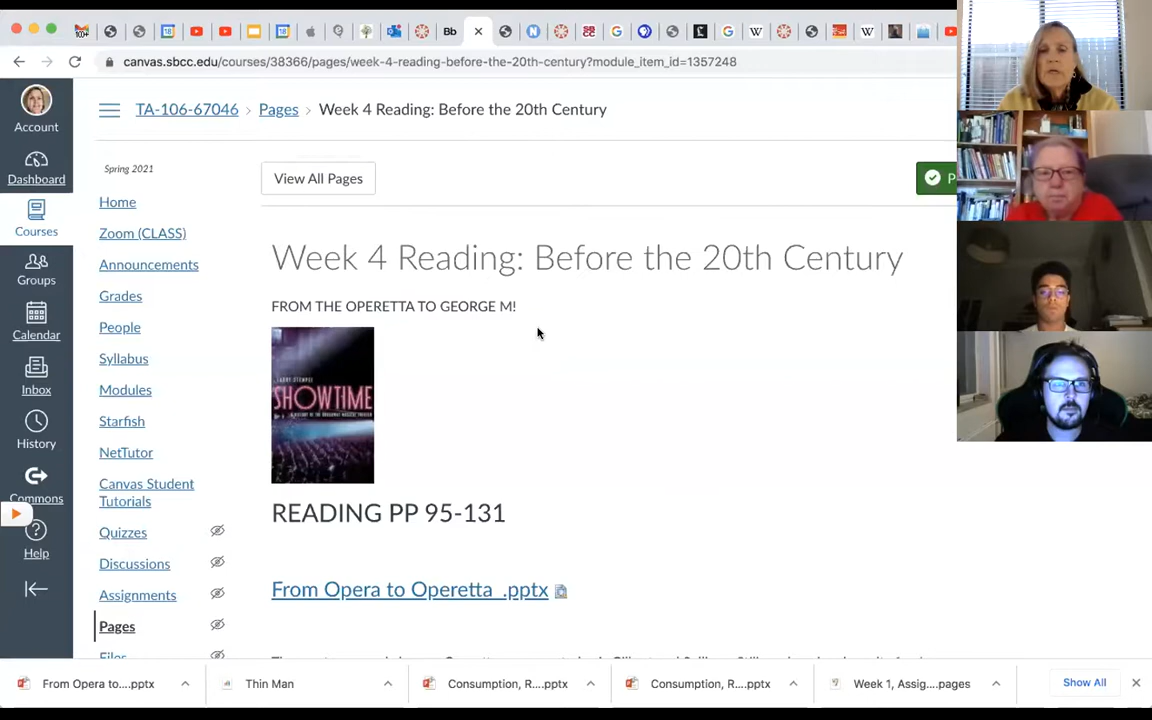 Bb
canvas.sbcc.edu/courses/38366/pages/week-4-reading-before-the-20th-century?module_item_id=1357248
Account
Dashboard
Courses
Groups
Calendar
Inbox
History
Commons
Help
TA-106-67046 > Pages > Week 4 Reading: Before the 20th Century
Spring 2021
Home
Zoom (CLASS)
Announcements
Grades
People
Syllabus
Modules
Starfish
NetTutor
Canvas Student
Tutorials
Quizzes
Discussions
Assignments
Pages
Files
View All Pages
P
Week 4 Reading: Before the 20th Century
FROM THE OPERETTA TO GEORGE M!
SHOWTIME
READING PP 95-131
From Opera to Operetta .pptx
From Opera to....pptx
Thin Man
Consumption, R....pptx
Consumption, R....pptx
Week 1, Assig....pages
Show All